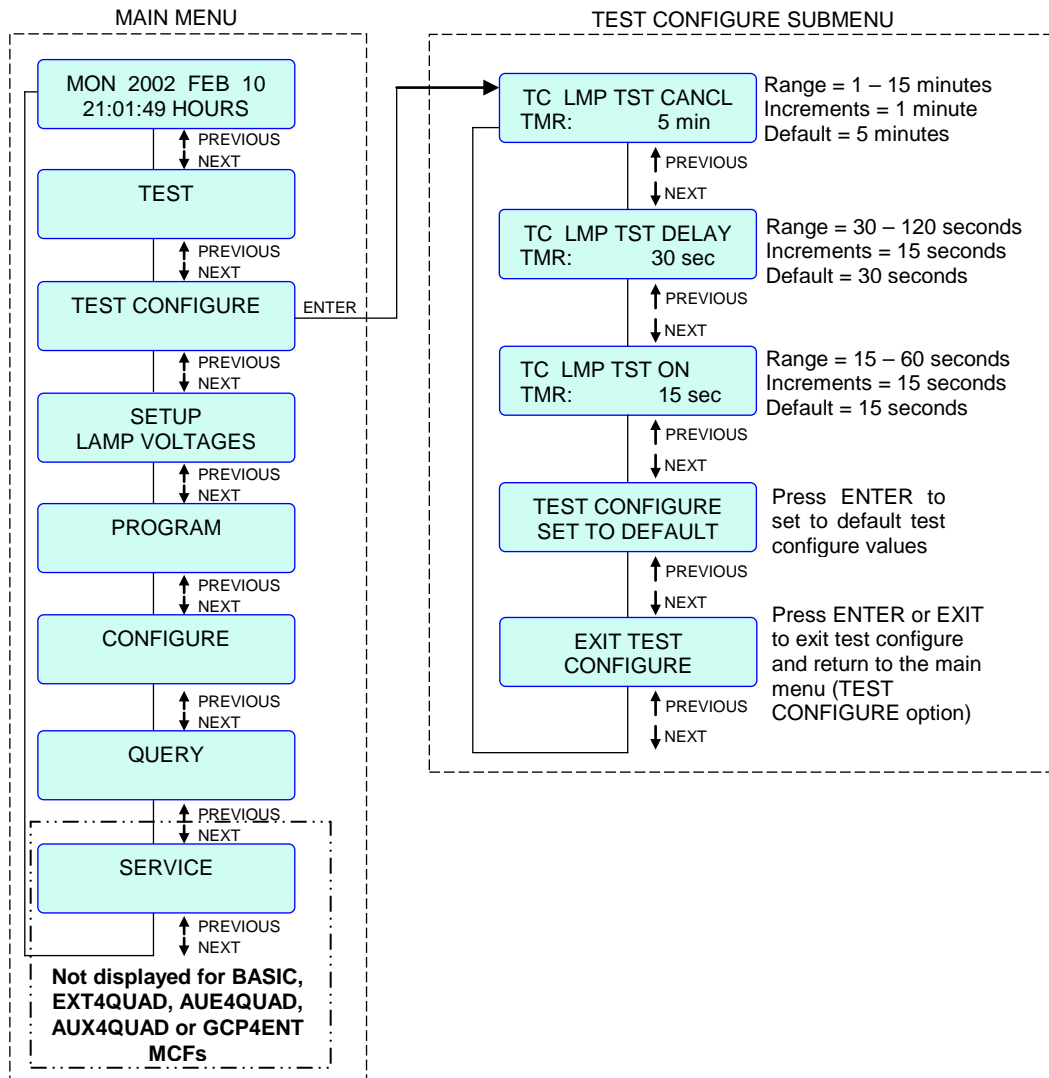 MAIN MENU
MON 2002 FEB 10
21:01:49 HOURS
PREVIOUS
NEXT
TEST
PREVIOUS
NEXT
TEST CONFIGURE
ENTER
PREVIOUS
NEXT
SETUP
LAMP VOLTAGES
PREVIOUS
NEXT
PROGRAM
PREVIOUS
NEXT
CONFIGURE
PREVIOUS
NEXT
QUERY
PREVIOUS
NEXT
SERVICE
PREVIOUS
NEXT
Not displayed for BASIC,
EXT4QUAD, AUE4QUAD,
AUX4QUAD or GCP4ENT
MCFs
TEST CONFIGURE SUBMENU
TC LMP TST CANCL
TMR: 5 min
Range = 1 – 15 minutes
Increments = 1 minute
Default = 5 minutes
PREVIOUS
NEXT
TC LMP TST DELAY
TMR: 30 sec
Range = 30 – 120 seconds
Increments = 15 seconds
Default = 30 seconds
PREVIOUS
NEXT
TC LMP TST ON
TMR: 15 sec
Range = 15 – 60 seconds
Increments = 15 seconds
Default = 15 seconds
PREVIOUS
NEXT
TEST CONFIGURE
SET TO DEFAULT
Press ENTER to
set to default test
configure values
PREVIOUS
NEXT
EXIT TEST
CONFIGURE
Press ENTER or EXIT
to exit test configure
and return to the main
menu (TEST
CONFIGURE option)
PREVIOUS
NEXT